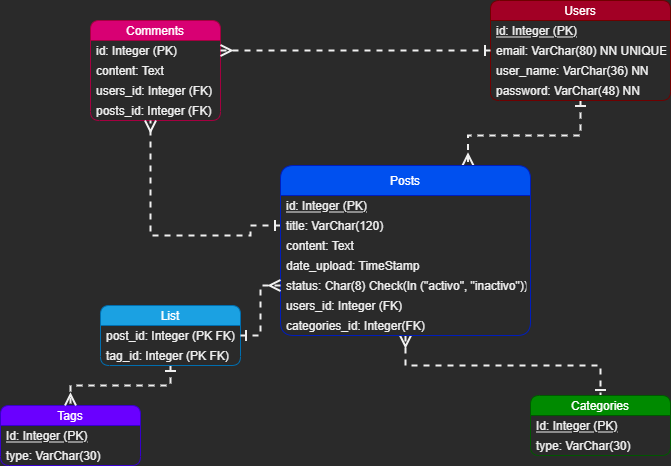 Users
id: Integer (PK)
email: VarChar(80) NN UNIQUE
user_name: VarChar(36) NN
password: VarChar(48) NN
Comments
id: Integer (PK)
content: Text
users_id: Integer (FK)
posts_id: Integer (FK)
Posts
id: Integer (PK)
title: VarChar(120)
content: Text
date_upload: TimeStamp
status: Char(8) Check(In ("activo", "inactivo"))
users_id: Integer (FK)
categories_id: Integer(FK)
List
post_id: Integer (PK FK)
tag_id: Integer (PK FK)
Tags
Id: Integer (PK)
type: VarChar(30)
Categories
Id: Integer (PK)
type: VarChar(30)